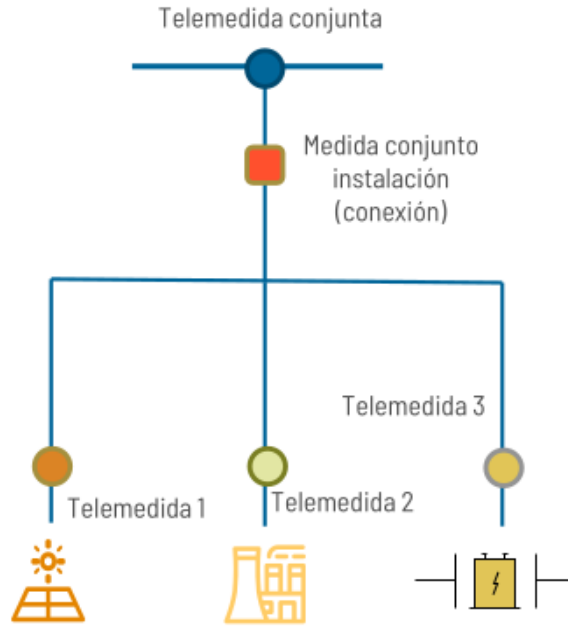 Telemedida conjunta
Medida conjunto
instalación
(conexión)
Telemedida 3
Telemedida 1
Telemedida 2